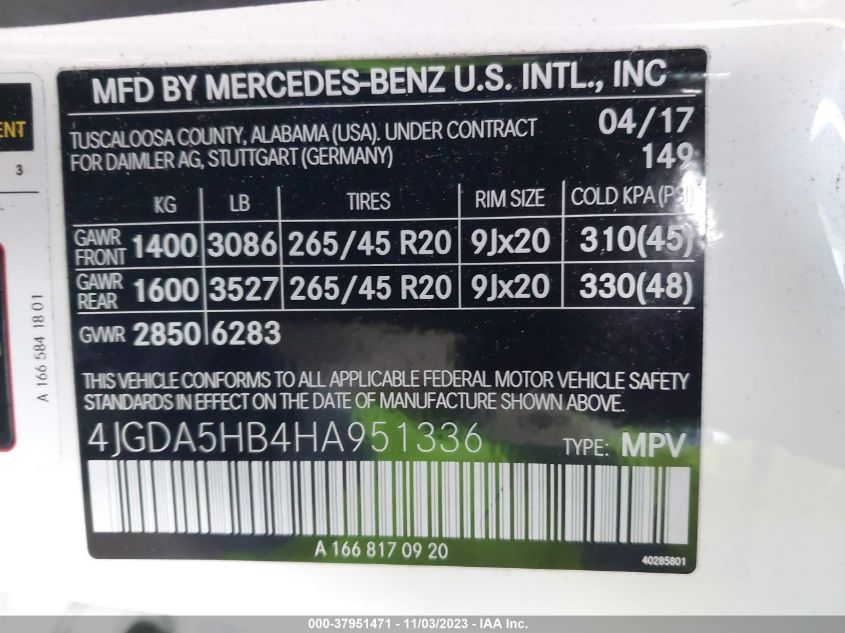 MFD BY MERCEDES-BENZ U.S. INTL., INC
TUSCALOOSA COUNTY, ALABAMA (USA). UNDER CONTRACT 04/17
FOR DAIMLER AG, STUTTGART (GERMANY) 149
KG LB TIRES RIM SIZE COLD KPA (PSI)
GAWR FRONT 1400 3086 265/45 R20 9Jx20 310(45)
GAWR REAR 1600 3527 265/45 R20 9Jx20 330(48)
GVWR 2850 6283
THIS VEHICLE CONFORMS TO ALL APPLICABLE FEDERAL MOTOR VEHICLE SAFETY
STANDARDS IN EFFECT ON THE DATE OF MANUFACTURE SHOWN ABOVE.
4JGDA5HB4HA951336 TYPE: MPV
A 166 817 09 20
40285801
A 166 584 18 01
3
000-37951471 - 11/03/2023 - IAA Inc.